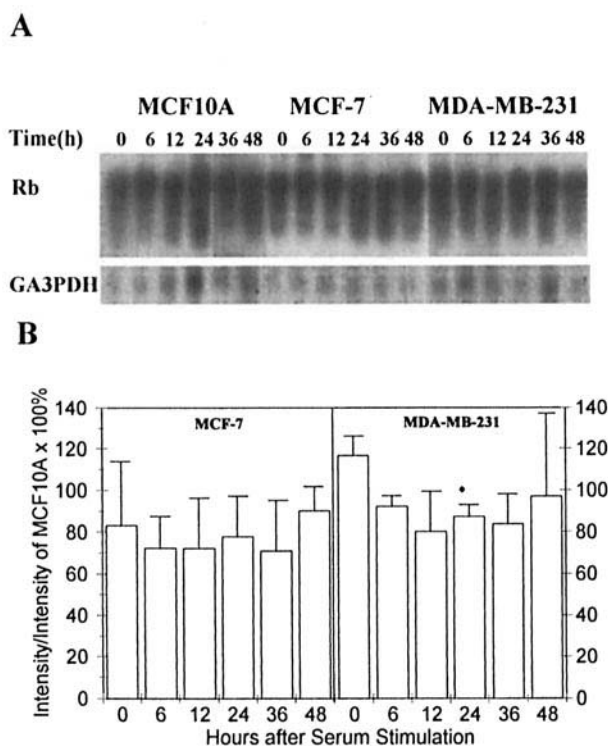 A
MCF10A MCF-7 MDA-MB-231
Time(h) 0 6 12 24 36 48 0 6 12 24 36 48 0 6 12 24 36 48
Rb
GA3PDH
B
140 MCF-7 MDA-MB-231 140
120 120
100 100
80 80
60 60
40 40
20 20
0 0
Intensity/Intensity of MCF10A x 100%
0 6 12 24 36 48 0 6 12 24 36 48
Hours after Serum Stimulation